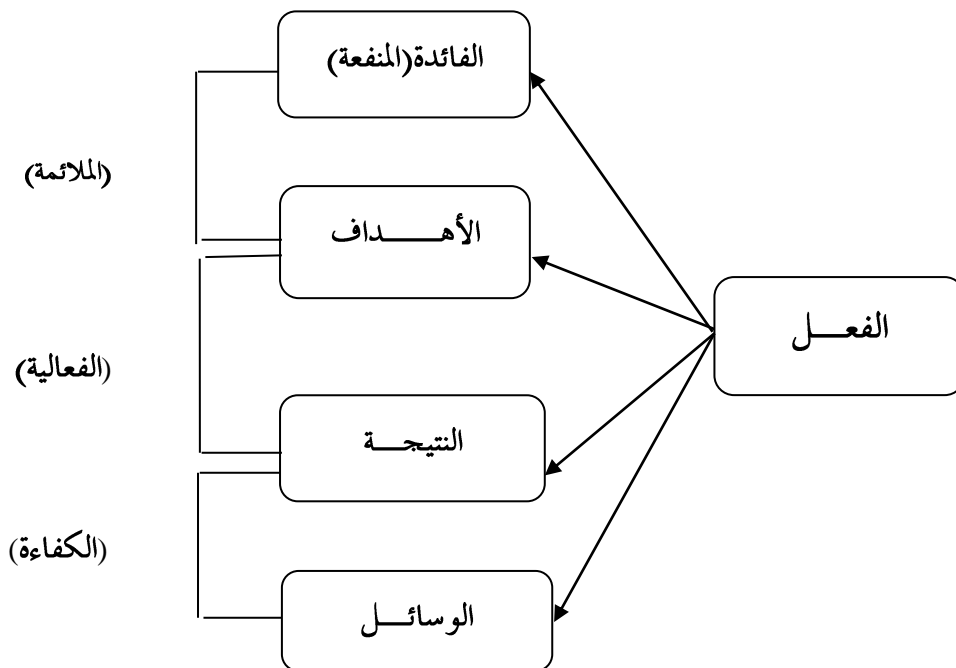 الفائدة(المنفعة)
(الملائمة)
الأهـــــداف
الفعـــل
(الفعالية)
النتيجـــة
(الكفاءة)
الوسائـــل